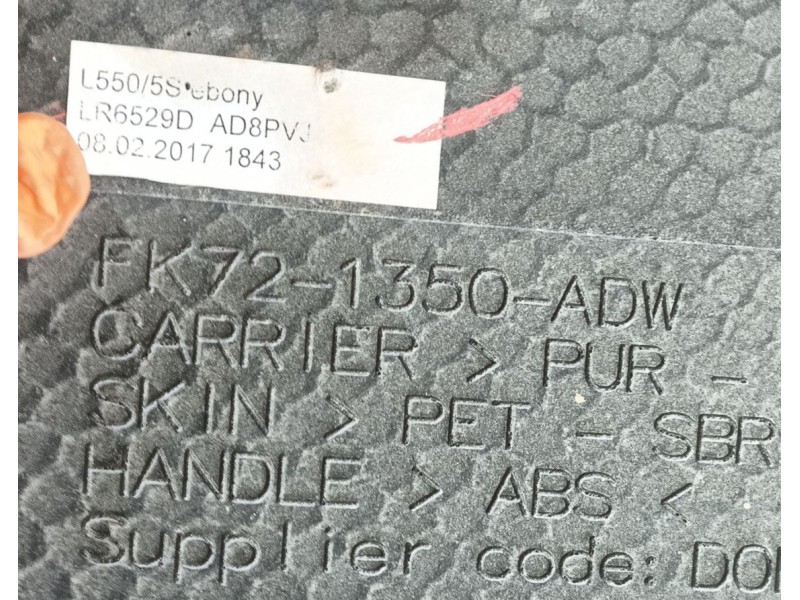 L550/5S ebony
LR6529D AD8PVJ
08.02.2017 1843
FK72-1350-ADW
CARRIER > PUR -
SKIN > PET - SBR
HANDLE > ABS <
Supplier code: